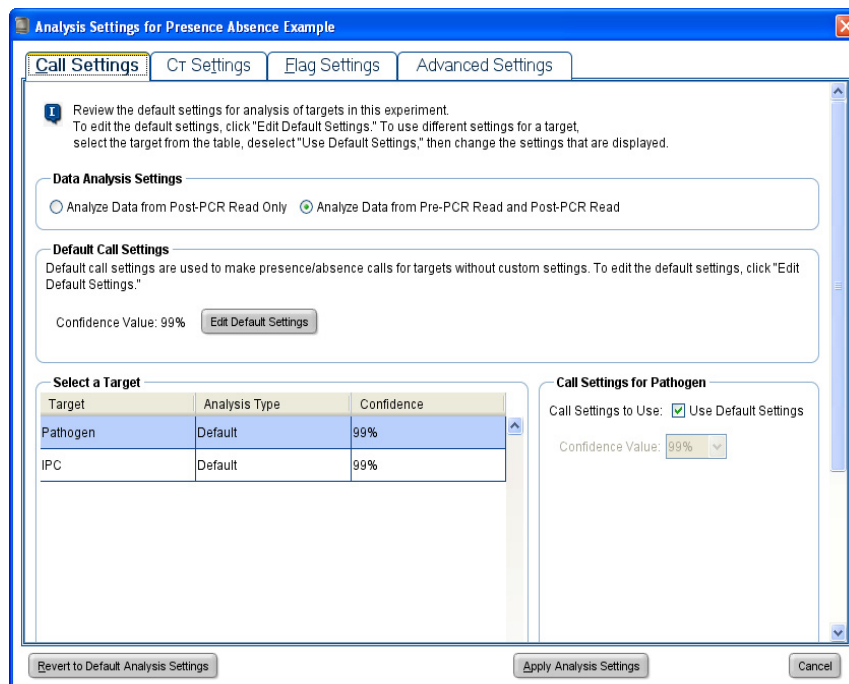 Analysis Settings for Presence Absence Example
Call Settings
CT Settings
Flag Settings
Advanced Settings
Review the default settings for analysis of targets in this experiment.
To edit the default settings, click "Edit Default Settings." To use different settings for a target,
select the target from the table, deselect "Use Default Settings," then change the settings that are displayed.
Data Analysis Settings
Analyze Data from Post-PCR Read Only
Analyze Data from Pre-PCR Read and Post-PCR Read
Default Call Settings
Default call settings are used to make presence/absence calls for targets without custom settings. To edit the default settings, click "Edit
Default Settings."
Confidence Value: 99%
Edit Default Settings
Select a Target
Target Analysis Type Confidence
Pathogen Default 99%
IPC Default 99%
Call Settings for Pathogen
Call Settings to Use: Use Default Settings
Confidence Value: 99%
Revert to Default Analysis Settings
Apply Analysis Settings
Cancel